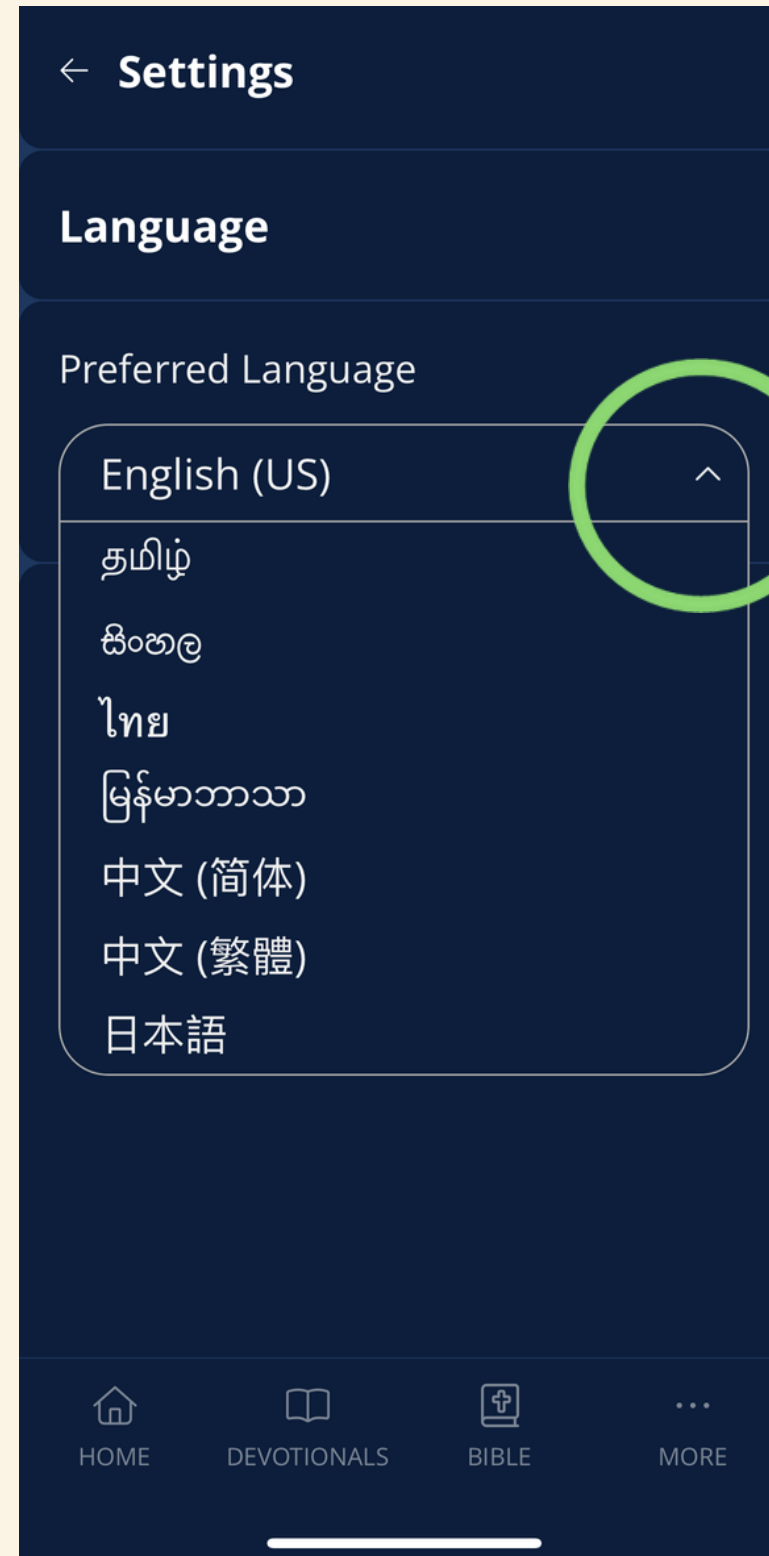 Settings
Language
Preferred Language
English (US)
தமிழ்
සිංහල
ไทย
မြန်မာဘာသာ
中文 (简体)
中文 (繁體)
日本語
HOME DEVOTIONALS BIBLE MORE